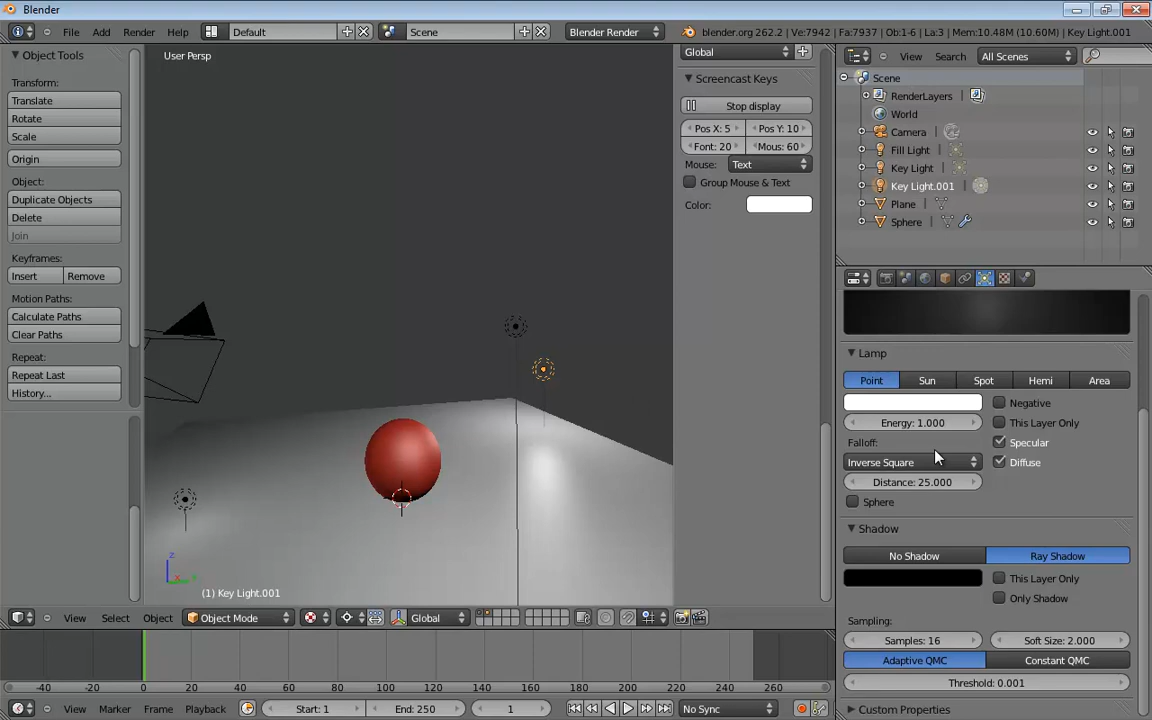 Blender
File Add Render Help Default Scene Blender Render blender.org 262.2 | Ve:7942 | Fa:7937 | Ob:1-6 | La:3 | Mem:10.48M (10.60M) | Key Light.001
Object Tools
Transform:
Translate
Rotate
Scale
Origin
Object:
Duplicate Objects
Delete
Join
Keyframes:
Insert Remove
Motion Paths:
Calculate Paths
Clear Paths
Repeat:
Repeat Last
History...
User Persp
(1) Key Light.001
Global
Screencast Keys
Stop display
Pos X: 5 Pos Y: 10
Font: 20 Mous: 60
Mouse: Text
Group Mouse & Text
Color:
View Search All Scenes
Scene
RenderLayers
World
Camera
Fill Light
Key Light
Key Light.001
Plane
Sphere
Lamp
Point Sun Spot Hemi Area
Negative
Energy: 1.000 This Layer Only
Falloff: Specular
Inverse Square Diffuse
Distance: 25.000
Sphere
Shadow
No Shadow Ray Shadow
This Layer Only
Only Shadow
Sampling:
Samples: 16 Soft Size: 2.000
Adaptive QMC Constant QMC
Threshold: 0.001
Custom Properties
View Select Object Object Mode Global
-40 -20 0 20 40 60 80 100 120 140 160 180 200 220 240 260
View Marker Frame Playback Start: 1 End: 250 1 No Sync